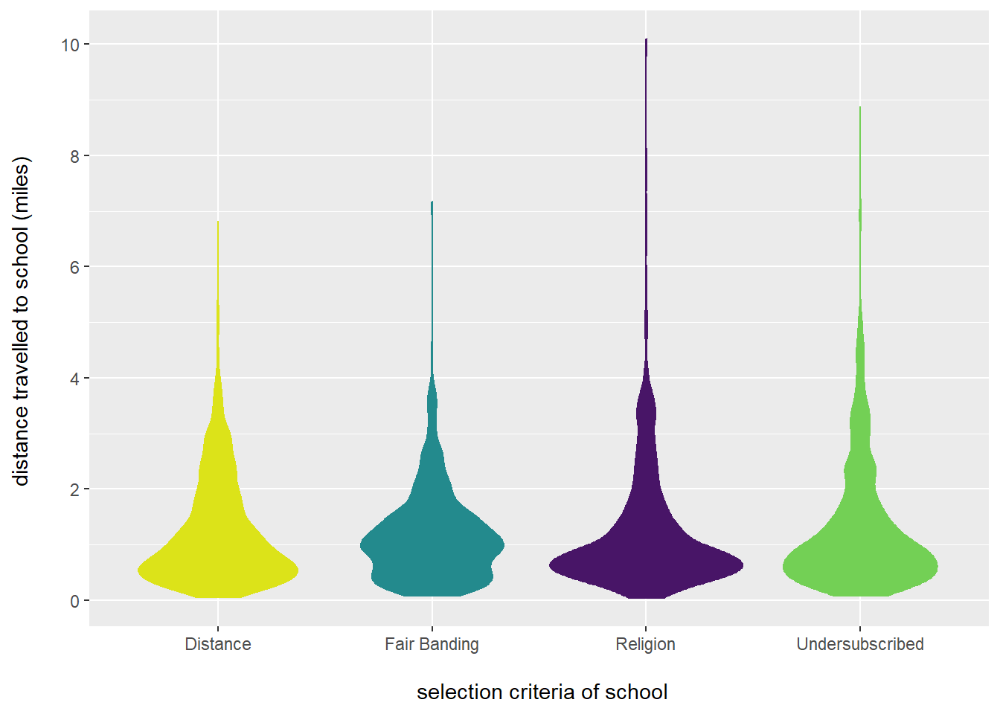 distance travelled to school (miles)
10
8
6
4
2
0
Distance
Fair Banding
Religion
Undersubscribed
selection criteria of school